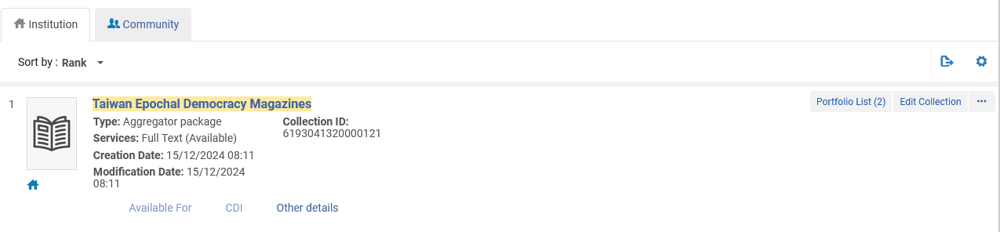 Institution Community
Sort by : Rank
1 Taiwan Epochal Democracy Magazines Portfolio List (2) Edit Collection
Type: Aggregator package Collection ID:
Services: Full Text (Available) 6193041320000121
Creation Date: 15/12/2024 08:11
Modification Date: 15/12/2024
08:11
Available For CDI Other details